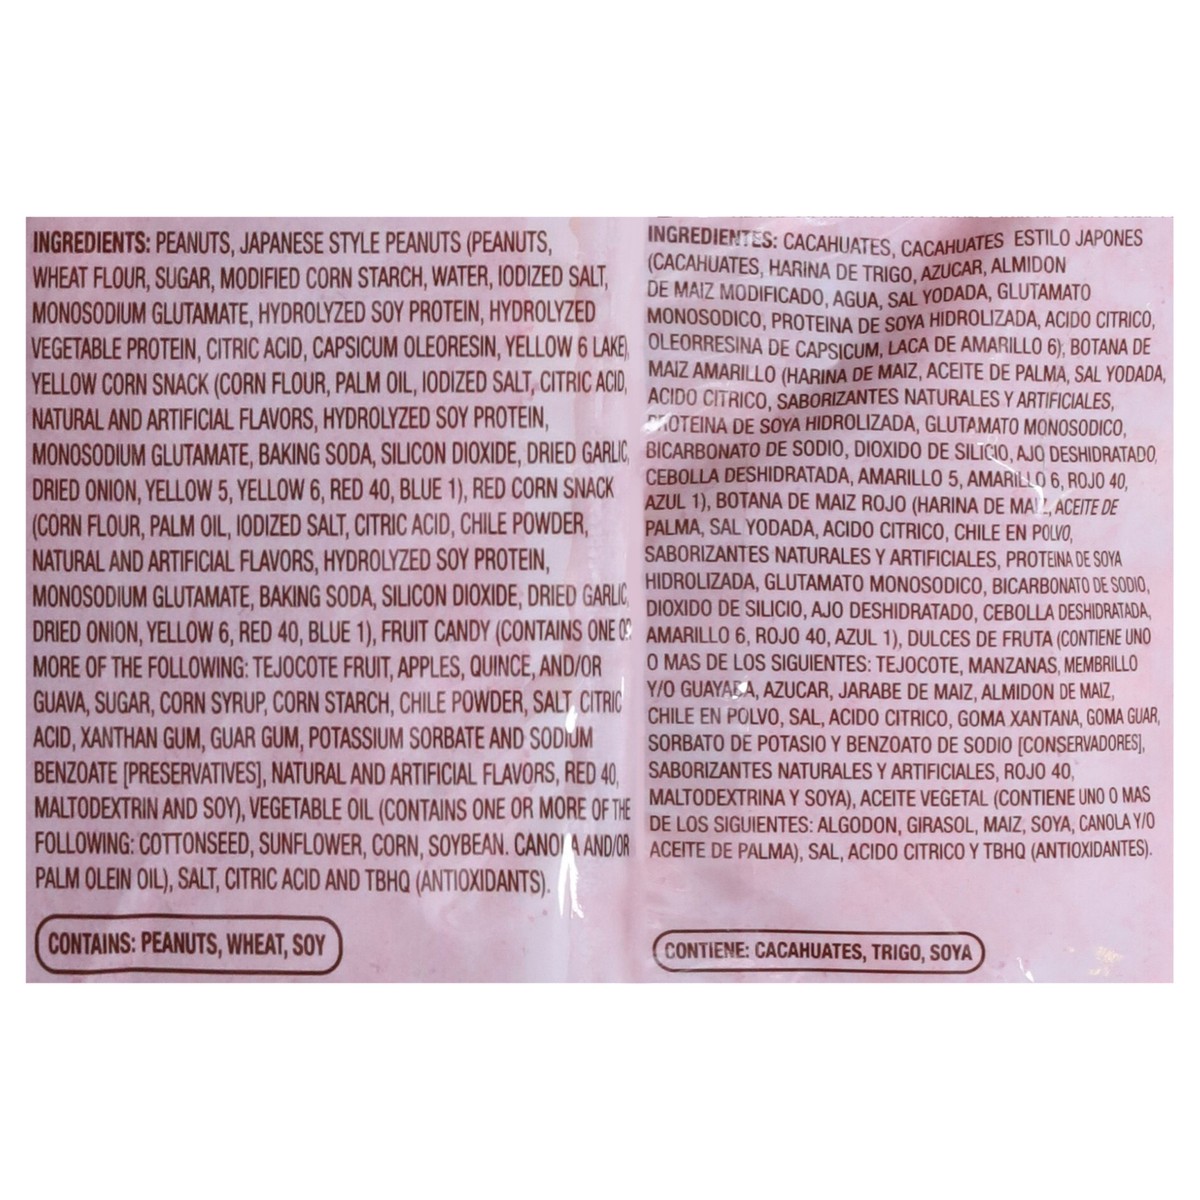 INGREDIENTS: PEANUTS, JAPANESE STYLE PEANUTS (PEANUTS,
WHEAT FLOUR, SUGAR, MODIFIED CORN STARCH, WATER, IODIZED SALT,
MONOSODIUM GLUTAMATE, HYDROLYZED SOY PROTEIN, HYDROLYZED
VEGETABLE PROTEIN, CITRIC ACID, CAPSICUM OLEORESIN, YELLOW 6 LAKE),
YELLOW CORN SNACK (CORN FLOUR, PALM OIL, IODIZED SALT, CITRIC ACID,
NATURAL AND ARTIFICIAL FLAVORS, HYDROLYZED SOY PROTEIN,
MONOSODIUM GLUTAMATE, BAKING SODA, SILICON DIOXIDE, DRIED GARLIC,
DRIED ONION, YELLOW 5, YELLOW 6, RED 40, BLUE 1), RED CORN SNACK
(CORN FLOUR, PALM OIL, IODIZED SALT, CITRIC ACID, CHILE POWDER,
NATURAL AND ARTIFICIAL FLAVORS, HYDROLYZED SOY PROTEIN,
MONOSODIUM GLUTAMATE, BAKING SODA, SILICON DIOXIDE, DRIED GARLIC,
DRIED ONION, YELLOW 6, RED 40, BLUE 1), FRUIT CANDY (CONTAINS ONE OR
MORE OF THE FOLLOWING: TEJOCOTE FRUIT, APPLES, QUINCE, AND/OR
GUAVA, SUGAR, CORN SYRUP, CORN STARCH, CHILE POWDER, SALT, CITRIC
ACID, XANTHAN GUM, GUAR GUM, POTASSIUM SORBATE AND SODIUM
BENZOATE [PRESERVATIVES], NATURAL AND ARTIFICIAL FLAVORS, RED 40,
MALTODEXTRIN AND SOY), VEGETABLE OIL (CONTAINS ONE OR MORE OF THE
FOLLOWING: COTTONSEED, SUNFLOWER, CORN, SOYBEAN. CANOLA AND/OR
PALM OLEIN OIL), SALT, CITRIC ACID AND TBHQ (ANTIOXIDANTS).
CONTAINS: PEANUTS, WHEAT, SOY
INGREDIENTES: CACAHUATES, CACAHUATES ESTILO JAPONES
(CACAHUATES, HARINA DE TRIGO, AZUCAR, ALMIDON
DE MAIZ MODIFICADO, AGUA, SAL YODADA, GLUTAMATO
MONOSODICO, PROTEINA DE SOYA HIDROLIZADA, ACIDO CITRICO,
OLEORRESINA DE CAPSICUM, LACA DE AMARILLO 6); BOTANA DE
MAIZ AMARILLO (HARINA DE MAIZ, ACEITE DE PALMA, SAL YODADA,
ACIDO CITRICO, SABORIZANTES NATURALES Y ARTIFICIALES,
PROTEINA DE SOYA HIDROLIZADA, GLUTAMATO MONOSODICO,
BICARBONATO DE SODIO, DIOXIDO DE SILICIO, AJO DESHIDRATADO,
CEBOLLA DESHIDRATADA, AMARILLO 5, AMARILLO 6, ROJO 40,
AZUL 1), BOTANA DE MAIZ ROJO (HARINA DE MAIZ, ACEITE DE
PALMA, SAL YODADA, ACIDO CITRICO, CHILE EN POLVO,
SABORIZANTES NATURALES Y ARTIFICIALES, PROTEINA DE SOYA
HIDROLIZADA, GLUTAMATO MONOSODICO, BICARBONATO DE SODIO,
DIOXIDO DE SILICIO, AJO DESHIDRATADO, CEBOLLA DESHIDRATADA,
AMARILLO 6, ROJO 40, AZUL 1), DULCES DE FRUTA (CONTIENE UNO
O MAS DE LOS SIGUIENTES: TEJOCOTE, MANZANAS, MEMBRILLO
Y/O GUAYABA, AZUCAR, JARABE DE MAIZ, ALMIDON DE MAIZ,
CHILE EN POLVO, SAL, ACIDO CITRICO, GOMA XANTANA, GOMA GUAR,
SORBATO DE POTASIO Y BENZOATO DE SODIO [CONSERVADORES],
SABORIZANTES NATURALES Y ARTIFICIALES, ROJO 40,
MALTODEXTRINA Y SOYA), ACEITE VEGETAL (CONTIENE UNO O MAS
DE LOS SIGUIENTES: ALGODON, GIRASOL, MAIZ, SOYA, CANOLA Y/O
ACEITE DE PALMA), SAL, ACIDO CITRICO Y TBHQ (ANTIOXIDANTES).
CONTIENE: CACAHUATES, TRIGO, SOYA